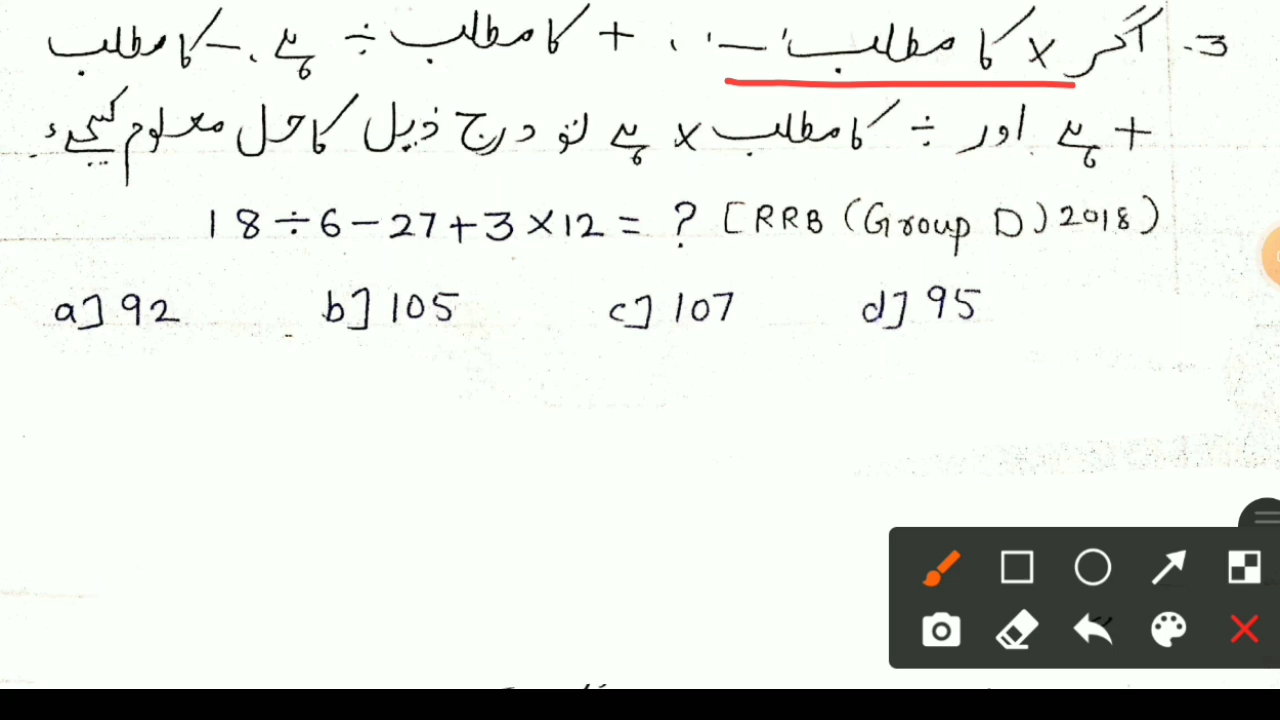 3. اگر × کا مطلب '−'، + کا مطلب ÷ ہے، − کا مطلب
+ ہے اور ÷ کا مطلب × ہے تو درج ذیل کا حل معلوم کیجیے۔
18 ÷ 6 − 27 + 3 × 12 = ? [RRB (Group D) 2018)
a] 92 b] 105 c] 107 d] 95